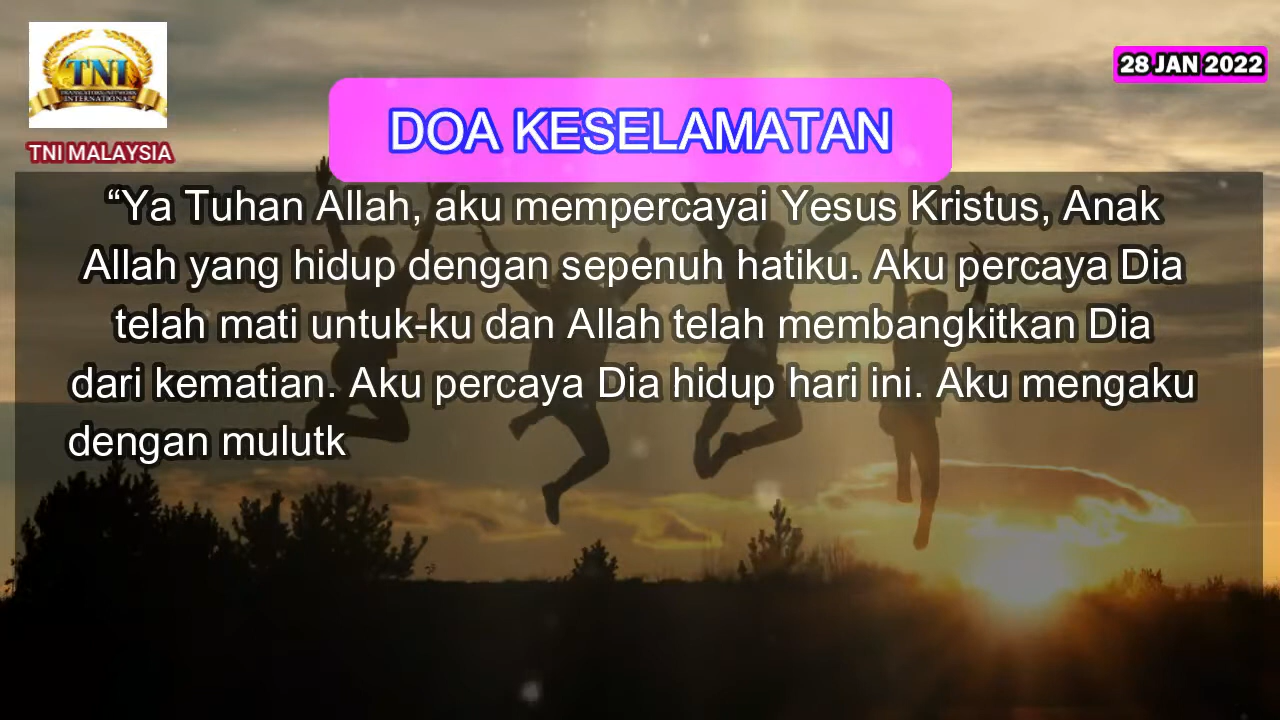 TNI
INTERNATIONAL
TNI MALAYSIA
28 JAN 2022
DOA KESELAMATAN
“Ya Tuhan Allah, aku mempercayai Yesus Kristus, Anak
Allah yang hidup dengan sepenuh hatiku. Aku percaya Dia
telah mati untuk-ku dan Allah telah membangkitkan Dia
dari kematian. Aku percaya Dia hidup hari ini. Aku mengaku
dengan mulutk